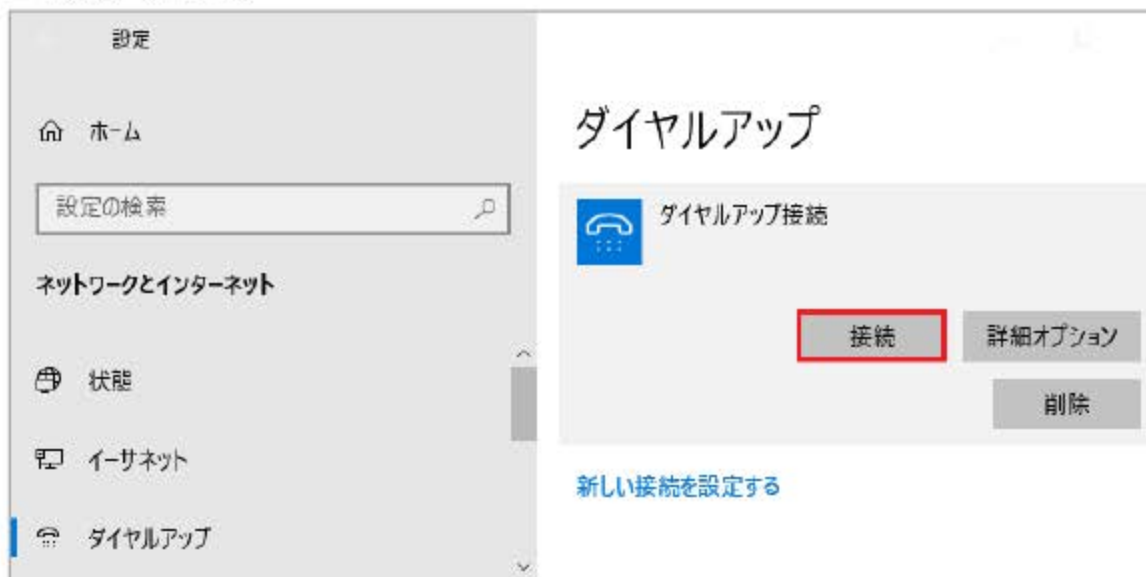 設定
ホーム
設定の検索
ネットワークとインターネット
状態
イーサネット
ダイヤルアップ
ダイヤルアップ
ダイヤルアップ接続
接続
詳細オプション
削除
新しい接続を設定する